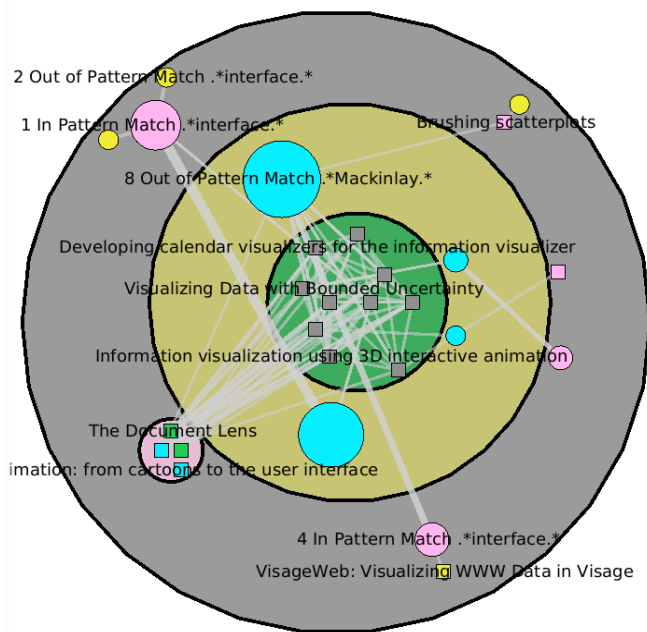 2 Out of Pattern Match .*interface.*
1 In Pattern Match .*interface.*
Brushing scatterplots
8 Out of Pattern Match .*Mackinlay.*
Developing calendar visualizers for the information visualizer
Visualizing Data with Bounded Uncertainty
Information visualization using 3D interactive animation
The Document Lens
imation: from cartoons to the user interface
4 In Pattern Match .*interface.*
VisageWeb: Visualizing WWW Data in Visage